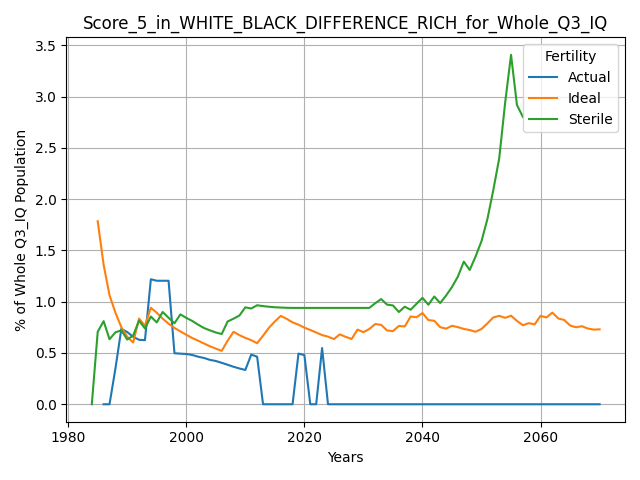 Score_5_in_WHITE_BLACK_DIFFERENCE_RICH_for_Whole_Q3_IQ
% of Whole Q3_IQ Population
3.5
3.0
2.5
2.0
1.5
1.0
0.5
0.0
Fertility
Actual
Ideal
Sterile
1980
2000
2020
2040
2060
Years